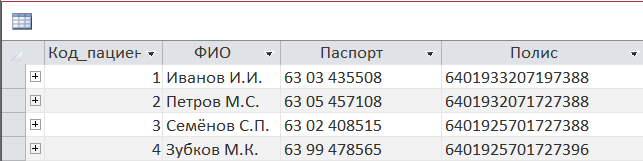 Код_пациен ФИО Паспорт Полис
1 Иванов И.И. 63 03 435508 6401933207197388
2 Петров М.С. 63 05 457108 6401932071727388
3 Семёнов С.П. 63 02 408515 6401925701727388
4 Зубков М.К. 63 99 478565 6401925701727396